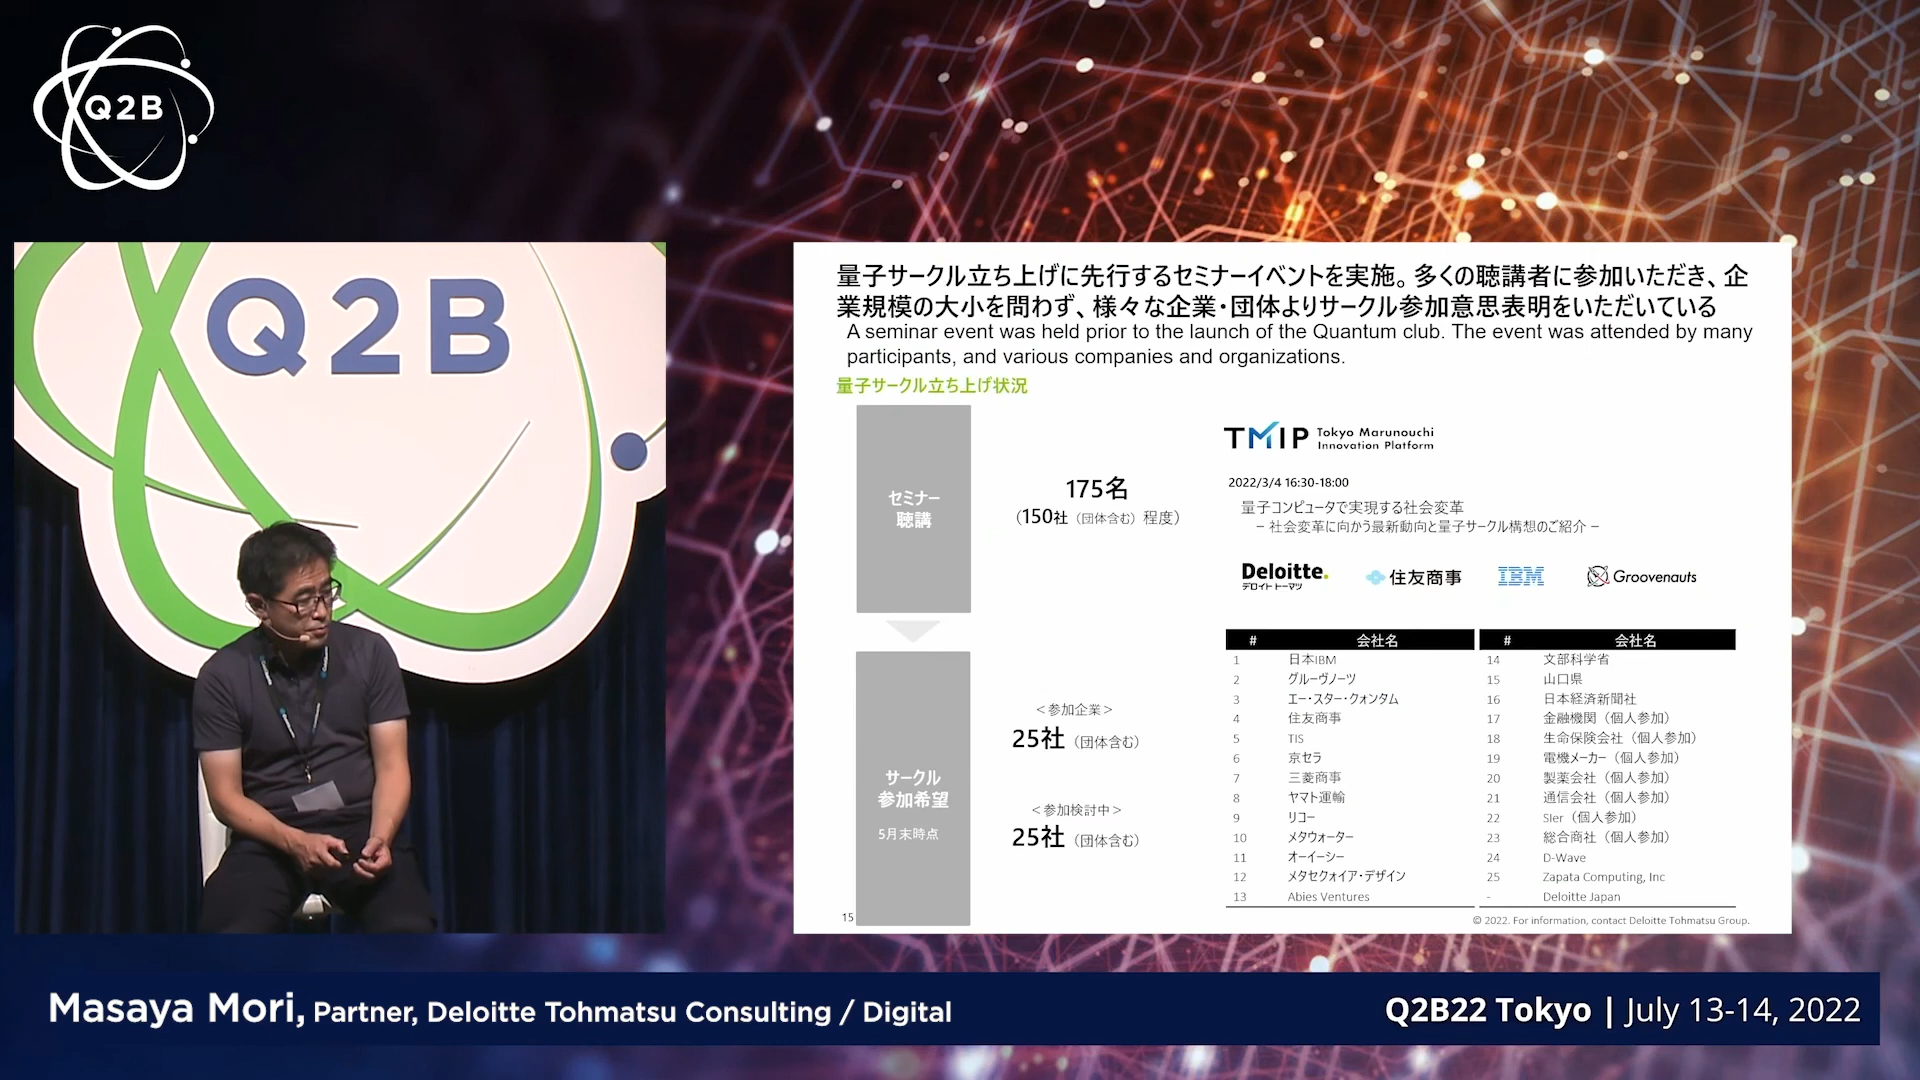 Q2B
Q2B
量子サークル立ち上げに先行するセミナーイベントを実施。多くの聴講者に参加いただき、企
業規模の大小を問わず、様々な企業・団体よりサークル参加意思表明をいただいている
A seminar event was held prior to the launch of the Quantum club. The event was attended by many
participants, and various companies and organizations.
量子サークル立ち上げ状況
セミナー
聴講
175名
（150社（団体含む）程度）
TMIP Tokyo Marunouchi
Innovation Platform
2022/3/4 16:30-18:00
量子コンピュータで実現する社会変革
– 社会変革に向かう最新動向と量子サークル構想のご紹介 –
Deloitte.
デロイト トーマツ
住友商事
IBM
Groovenauts
サークル
参加希望
5月末時点
＜参加企業＞
25社（団体含む）
＜参加検討中＞
25社（団体含む）
# 会社名 # 会社名
1 日本IBM 14 文部科学省
2 グルーヴノーツ 15 山口県
3 エー・スター・クォンタム 16 日本経済新聞社
4 住友商事 17 金融機関（個人参加）
5 TIS 18 生命保険会社（個人参加）
6 京セラ 19 電機メーカー（個人参加）
7 三菱商事 20 製薬会社（個人参加）
8 ヤマト運輸 21 通信会社（個人参加）
9 リコー 22 SIer（個人参加）
10 メタウォーター 23 総合商社（個人参加）
11 オーイーシー 24 D-Wave
12 メタセクォイア・デザイン 25 Zapata Computing, Inc
13 Abies Ventures - Deloitte Japan
15
© 2022. For information, contact Deloitte Tohmatsu Group.
Masaya Mori, Partner, Deloitte Tohmatsu Consulting / Digital
Q2B22 Tokyo | July 13-14, 2022